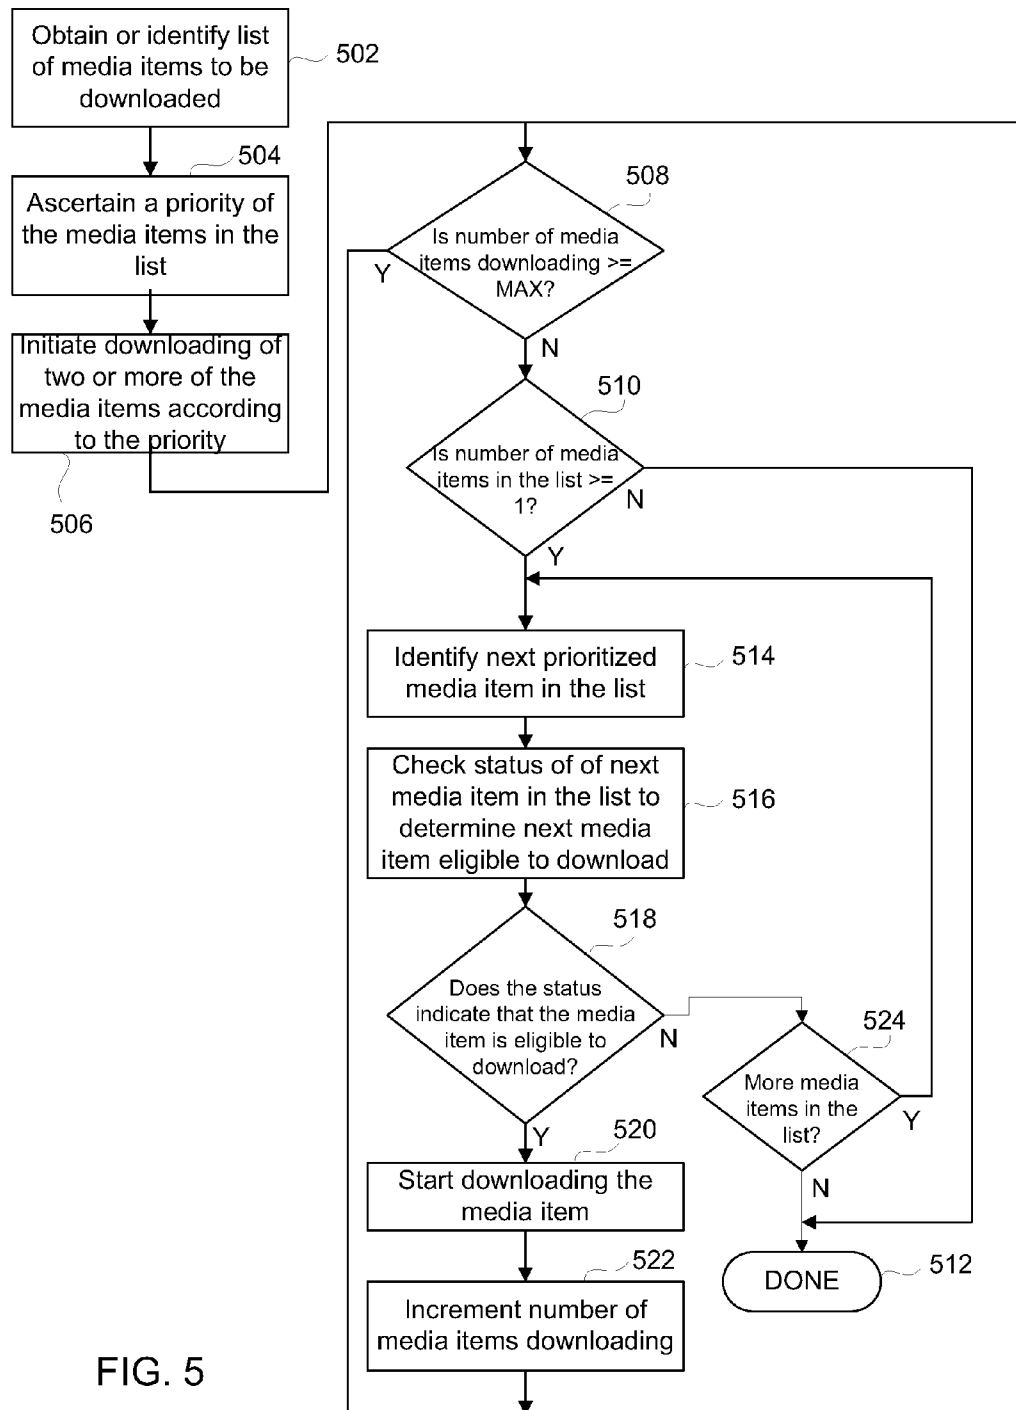 Obtain or identify list
of media items to be
downloaded
502
504
Ascertain a priority of
the media items in the
list
Initiate downloading of
two or more of the
media items according
to the priority
506
508
Is number of media
items downloading >=
MAX?
Y
N
510
Is number of media
items in the list >=
1?
N
Y
Identify next prioritized
media item in the list
514
Check status of of next
media item in the list to
determine next media
item eligible to download
516
518
Does the status
indicate that the media
item is eligible to
download?
N
Y
524
More media
items in the
list?
Y
N
520
Start downloading the
media item
522
Increment number of
media items downloading
DONE
512
FIG. 5